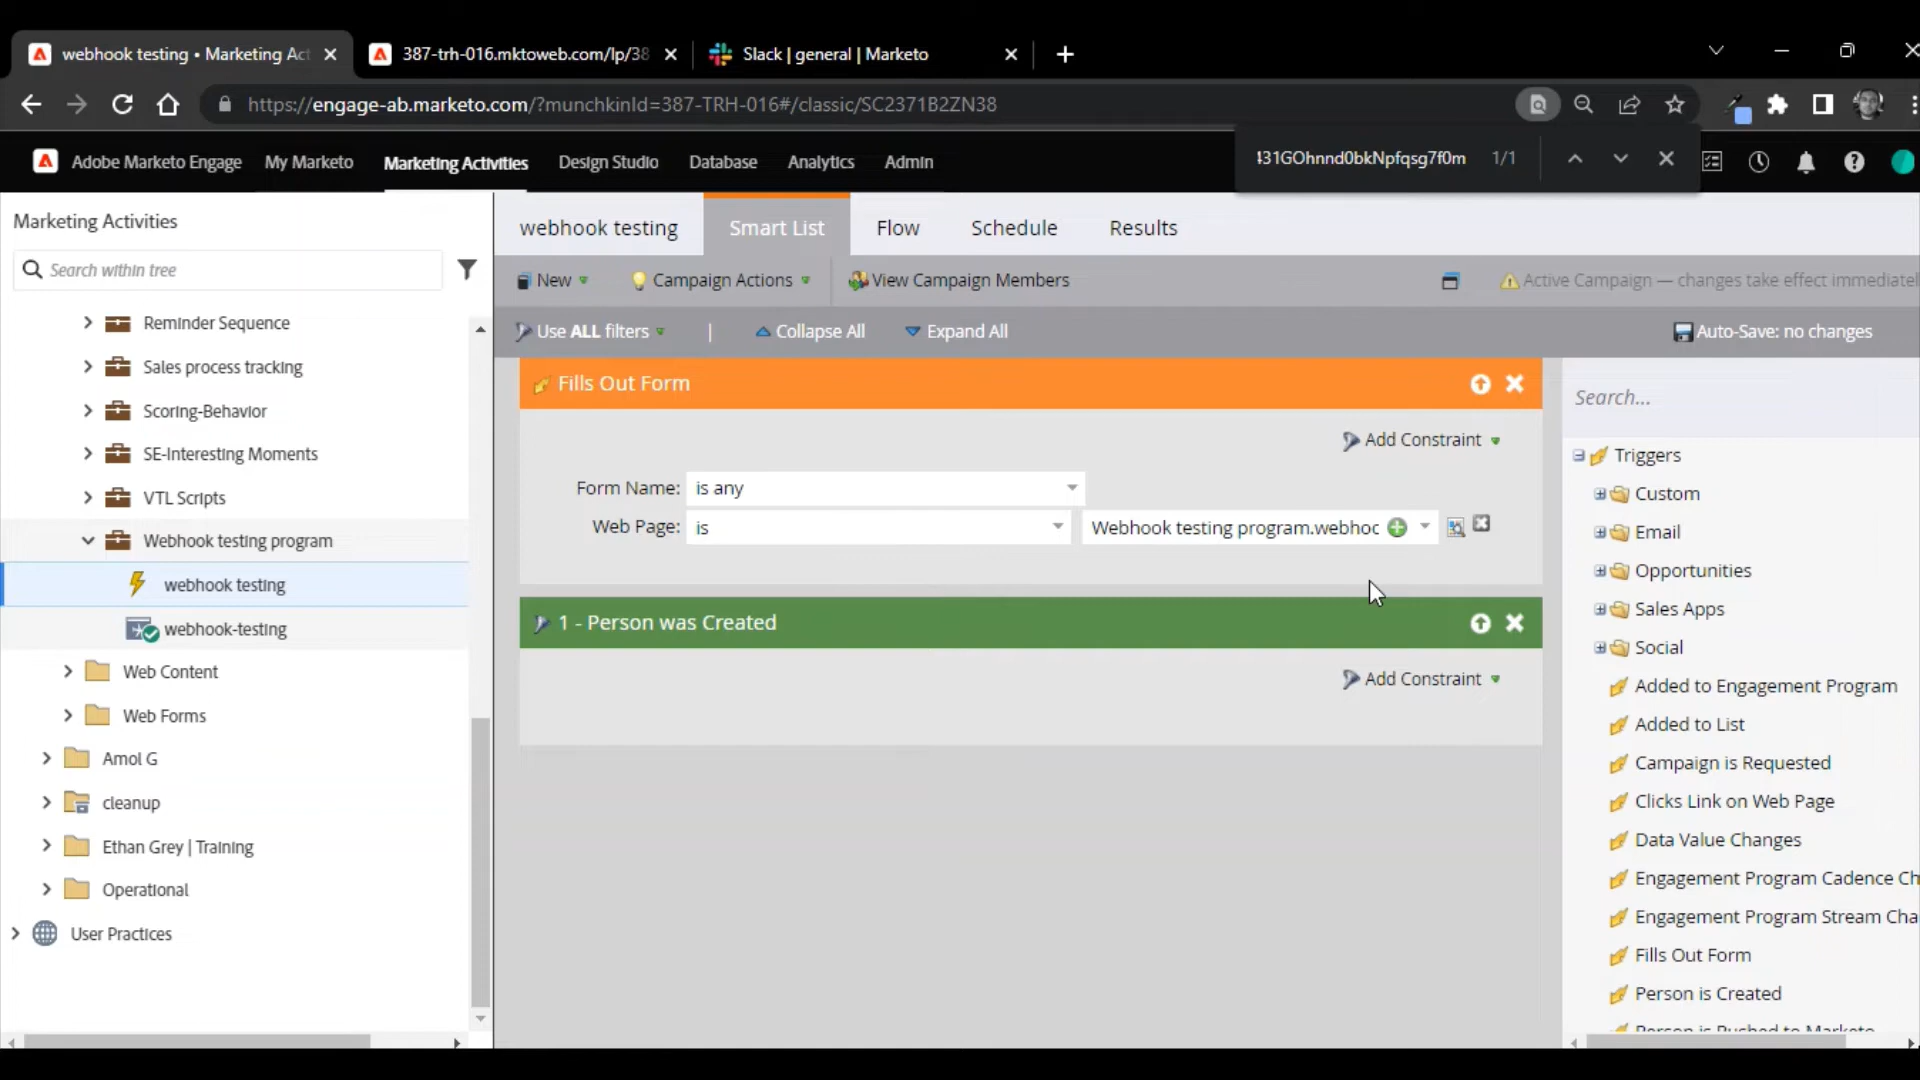 webhook testing • Marketing Act
387-trh-016.mktoweb.com/lp/38
Slack | general | Marketo
https://engage-ab.marketo.com/?munchkinId=387-TRH-016#/classic/SC2371B2ZN38
Adobe Marketo Engage
My Marketo
Marketing Activities
Design Studio
Database
Analytics
Admin
431GOhnnd0bkNpfqsg7f0m
1/1
Marketing Activities
Search within tree
Reminder Sequence
Sales process tracking
Scoring-Behavior
SE-Interesting Moments
VTL Scripts
Webhook testing program
webhook testing
webhook-testing
Web Content
Web Forms
Amol G
cleanup
Ethan Grey | Training
Operational
User Practices
webhook testing
Smart List
Flow
Schedule
Results
New
Campaign Actions
View Campaign Members
Active Campaign — changes take effect immediatel
Use ALL filters
|
Collapse All
Expand All
Auto-Save: no changes
Fills Out Form
Add Constraint
Form Name: is any
Web Page: is Webhook testing program.webhoc
1 - Person was Created
Add Constraint
Search...
Triggers
Custom
Email
Opportunities
Sales Apps
Social
Added to Engagement Program
Added to List
Campaign is Requested
Clicks Link on Web Page
Data Value Changes
Engagement Program Cadence Ch
Engagement Program Stream Cha
Fills Out Form
Person is Created
Person is Pushed to Marketo